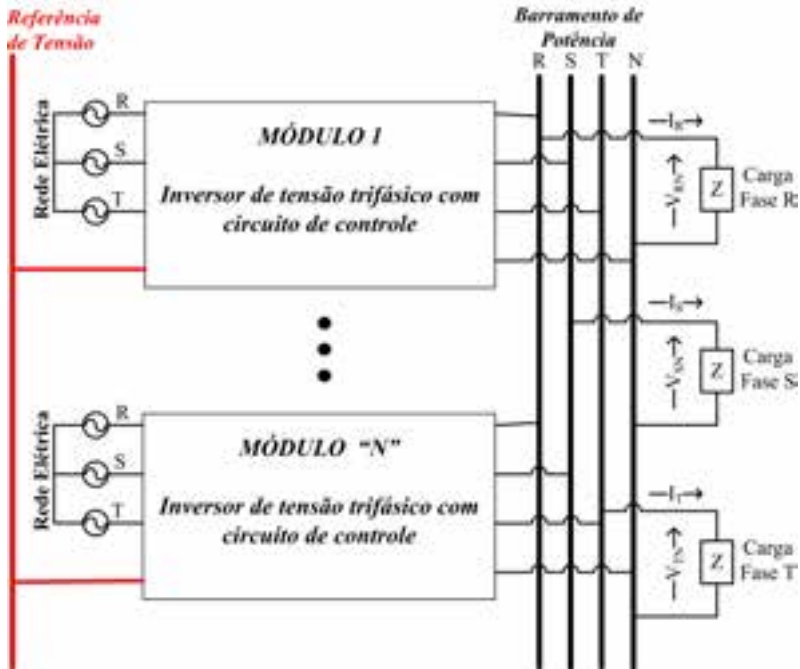 Referência
de Tensão
Barramento de
Potência
R S T N
Rede Elétrica
R
S
T
MÓDULO 1
Inversor de tensão trifásico com
circuito de controle
I_R
V_RN
Z
Carga
Fase R
I_S
V_SN
Z
Carga
Fase S
Rede Elétrica
R
S
T
MÓDULO "N"
Inversor de tensão trifásico com
circuito de controle
I_T
V_TN
Z
Carga
Fase T